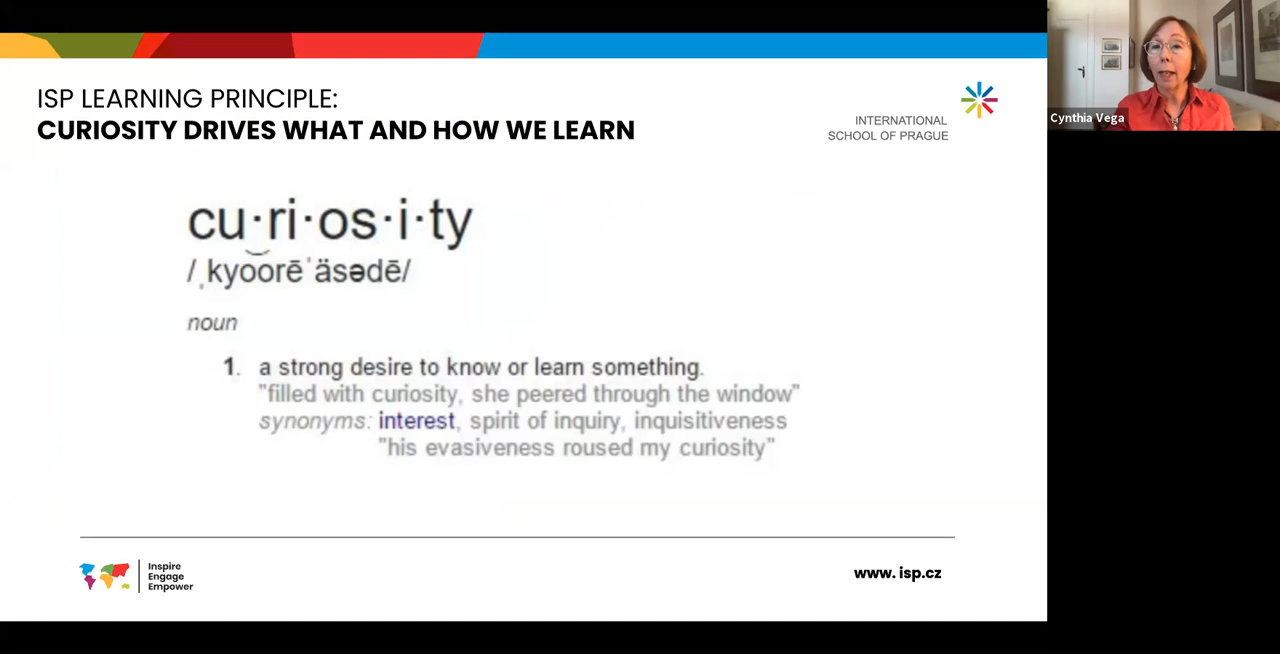 ISP LEARNING PRINCIPLE:
CURIOSITY DRIVES WHAT AND HOW WE LEARN
INTERNATIONAL
SCHOOL OF PRAGUE
Cynthia Vega
cu·ri·os·i·ty
/ˌkyo͝orēˈäsədē/
noun
1. a strong desire to know or learn something.
"filled with curiosity, she peered through the window"
synonyms: interest, spirit of inquiry, inquisitiveness
"his evasiveness roused my curiosity"
Inspire
Engage
Empower
www. isp.cz